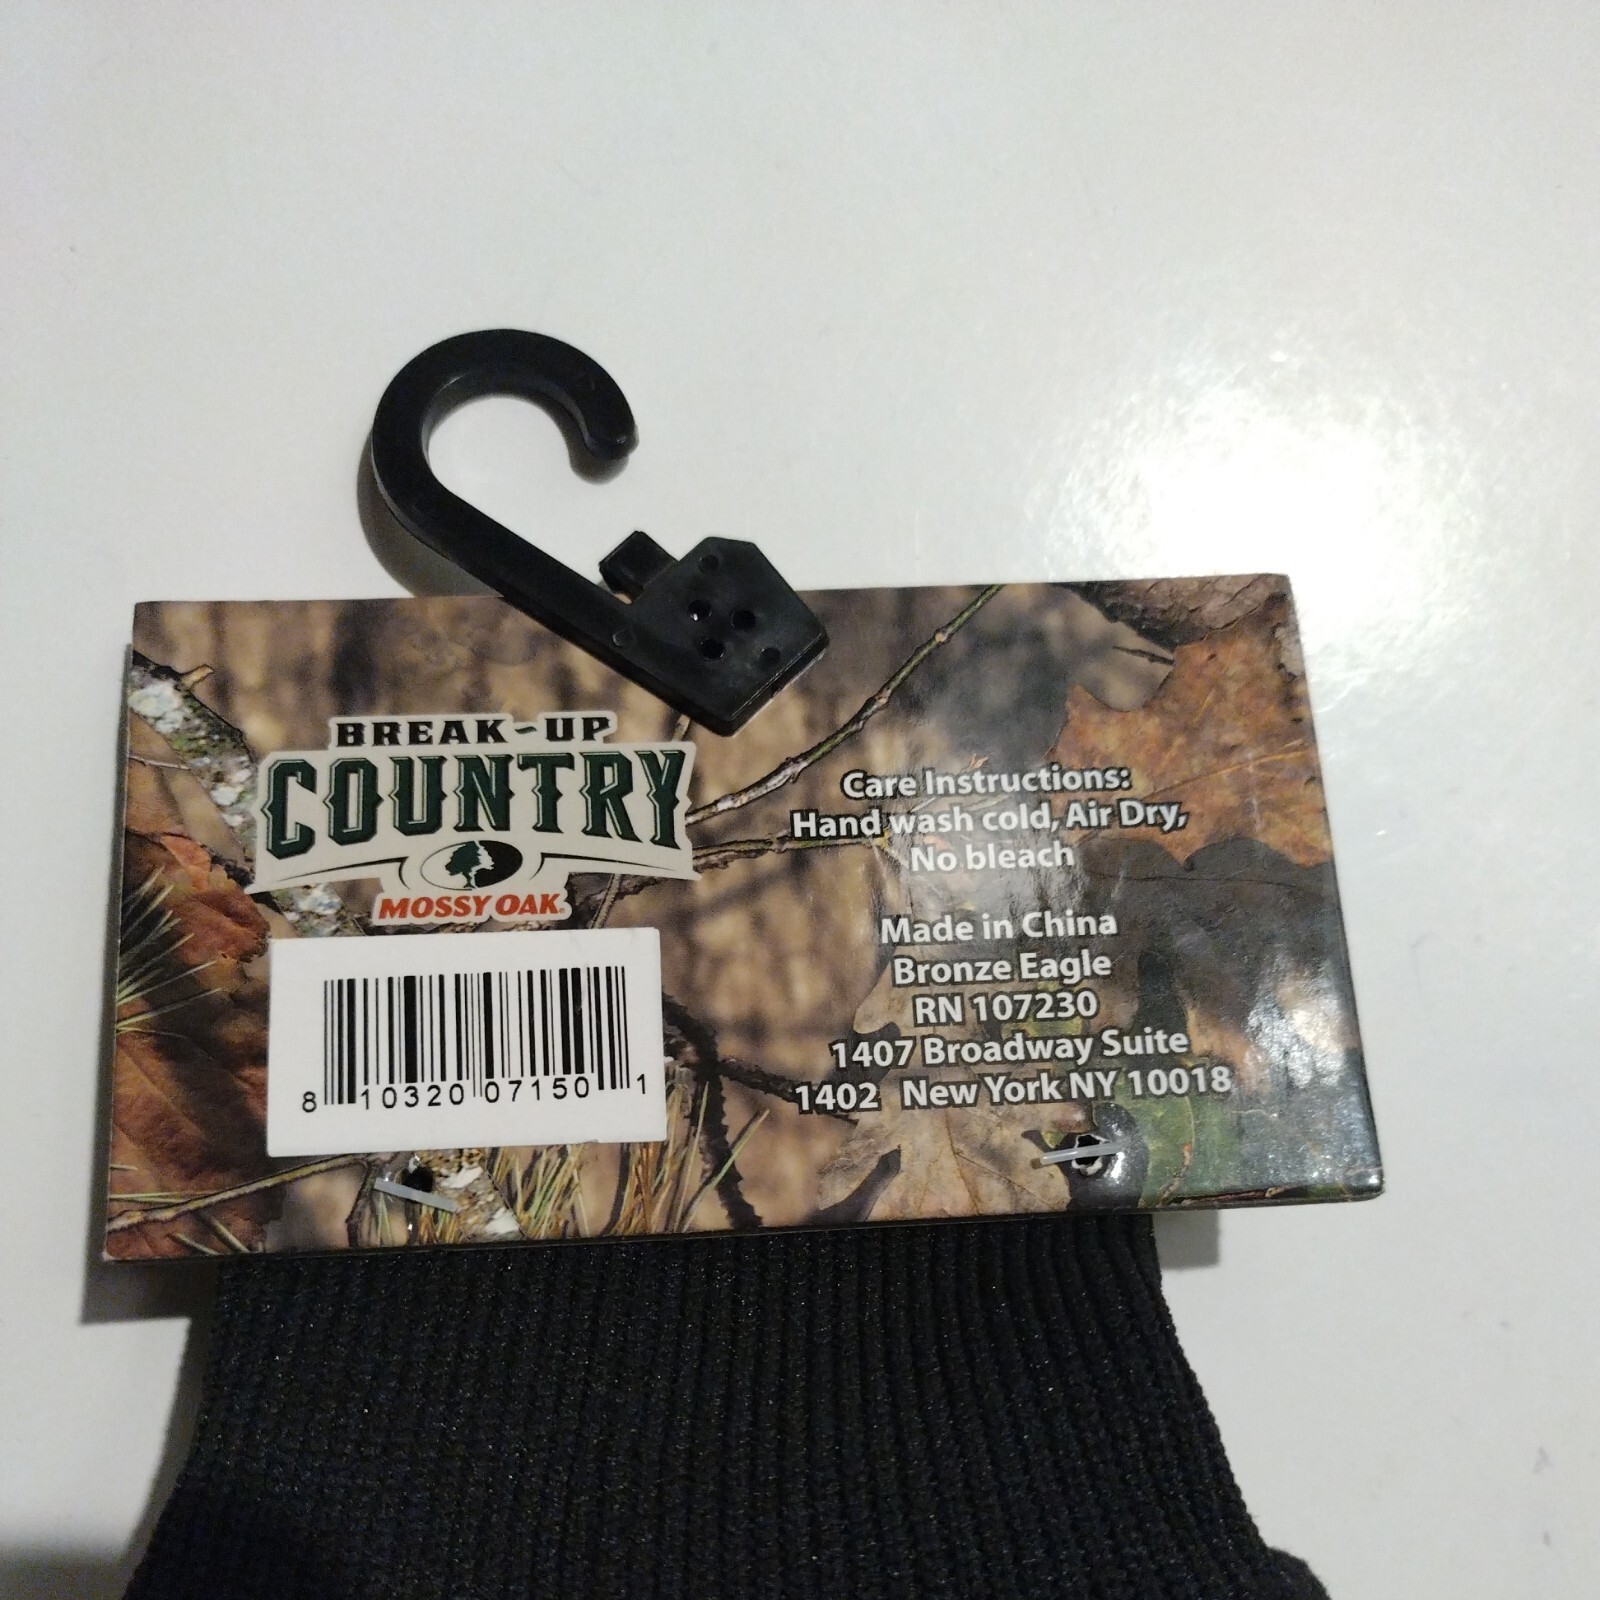 BREAK-UP
COUNTRY
MOSSY OAK
8 10320 07150 1
Care Instructions:
Hand wash cold, Air Dry,
No bleach
Made in China
Bronze Eagle
RN 107230
1407 Broadway Suite
1402 New York NY 10018